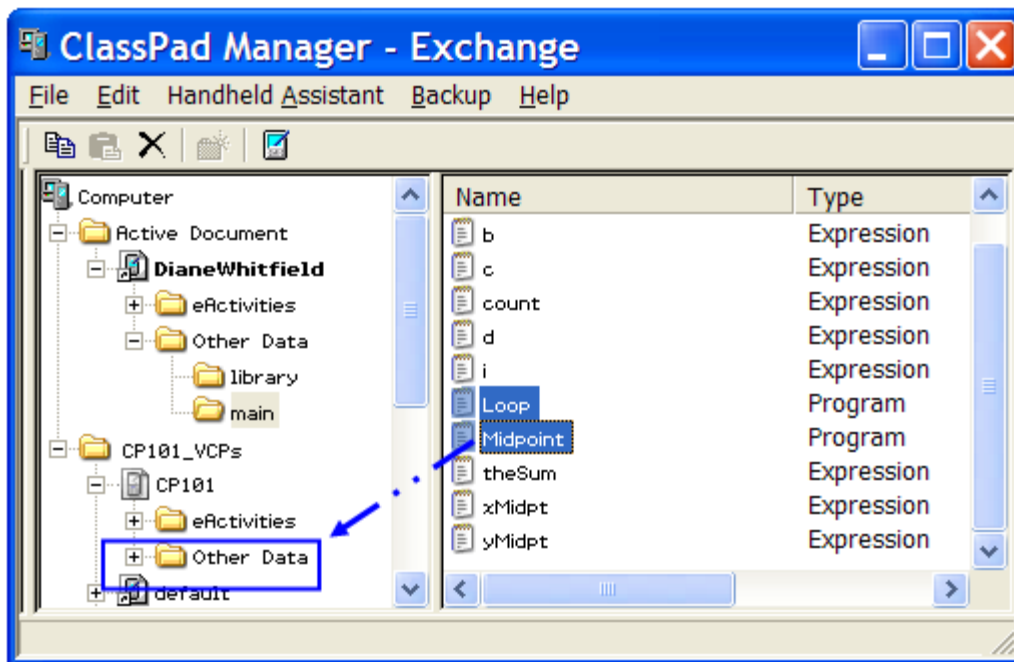 ClassPad Manager - Exchange
File Edit Handheld Assistant Backup Help
Computer
Active Document
DianeWhitfield
eActivities
Other Data
library
main
CP101_VCPs
CP101
eActivities
Other Data
default
Name Type
b Expression
c Expression
count Expression
d Expression
i Expression
Loop Program
Midpoint Program
theSum Expression
xMidpt Expression
yMidpt Expression